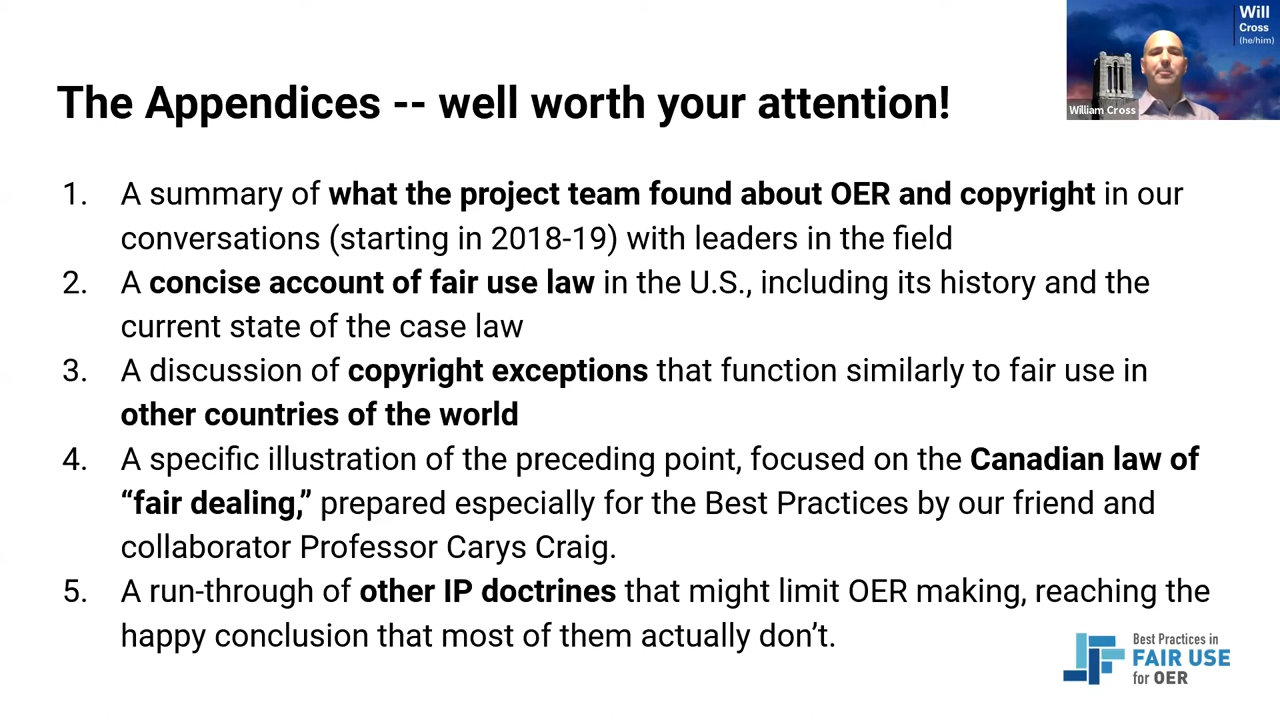 Will
Cross
(he/him)
William Cross
The Appendices -- well worth your attention!
1. A summary of what the project team found about OER and copyright in our
conversations (starting in 2018-19) with leaders in the field
2. A concise account of fair use law in the U.S., including its history and the
current state of the case law
3. A discussion of copyright exceptions that function similarly to fair use in
other countries of the world
4. A specific illustration of the preceding point, focused on the Canadian law of
“fair dealing,” prepared especially for the Best Practices by our friend and
collaborator Professor Carys Craig.
5. A run-through of other IP doctrines that might limit OER making, reaching the
happy conclusion that most of them actually don’t.
Best Practices in
FAIR USE
for OER